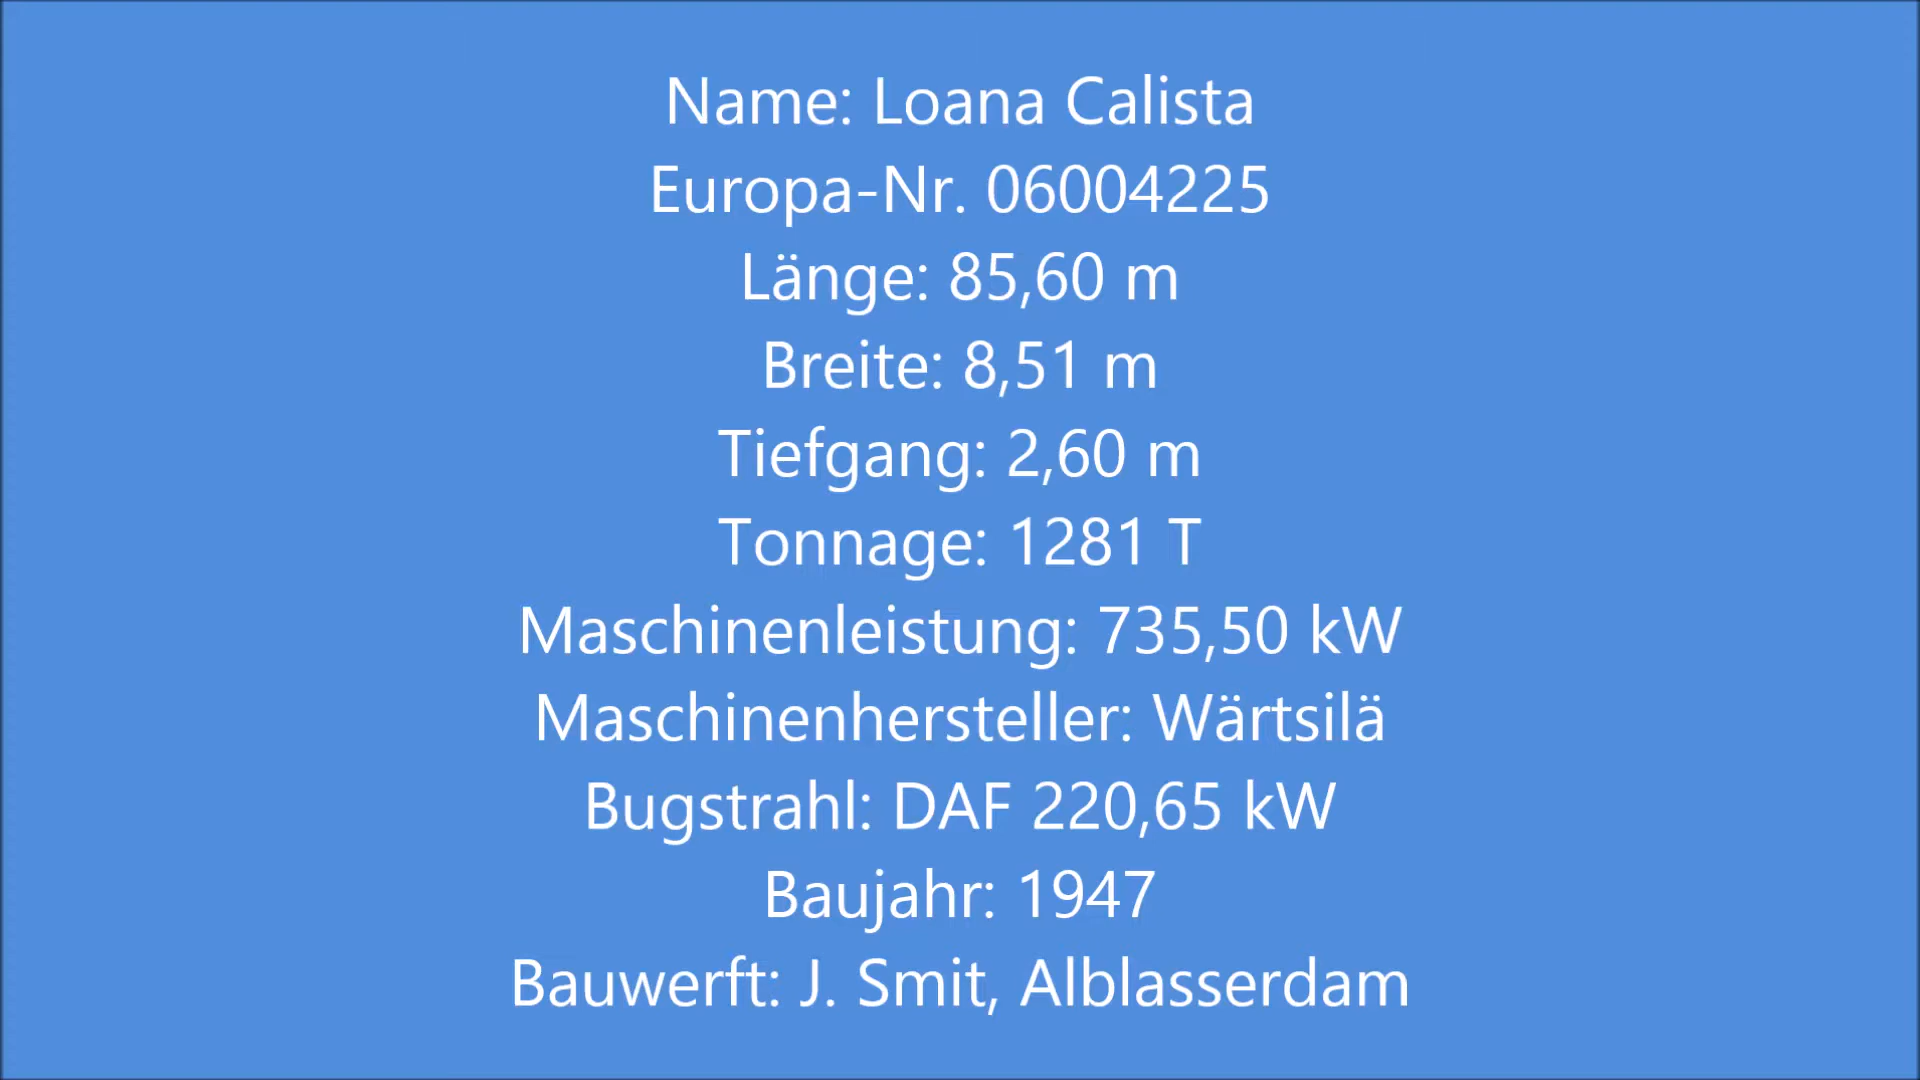 Name: Loana Calista
Europa-Nr. 06004225
Länge: 85,60 m
Breite: 8,51 m
Tiefgang: 2,60 m
Tonnage: 1281 T
Maschinenleistung: 735,50 kW
Maschinenhersteller: Wärtsilä
Bugstrahl: DAF 220,65 kW
Baujahr: 1947
Bauwerft: J. Smit, Alblasserdam